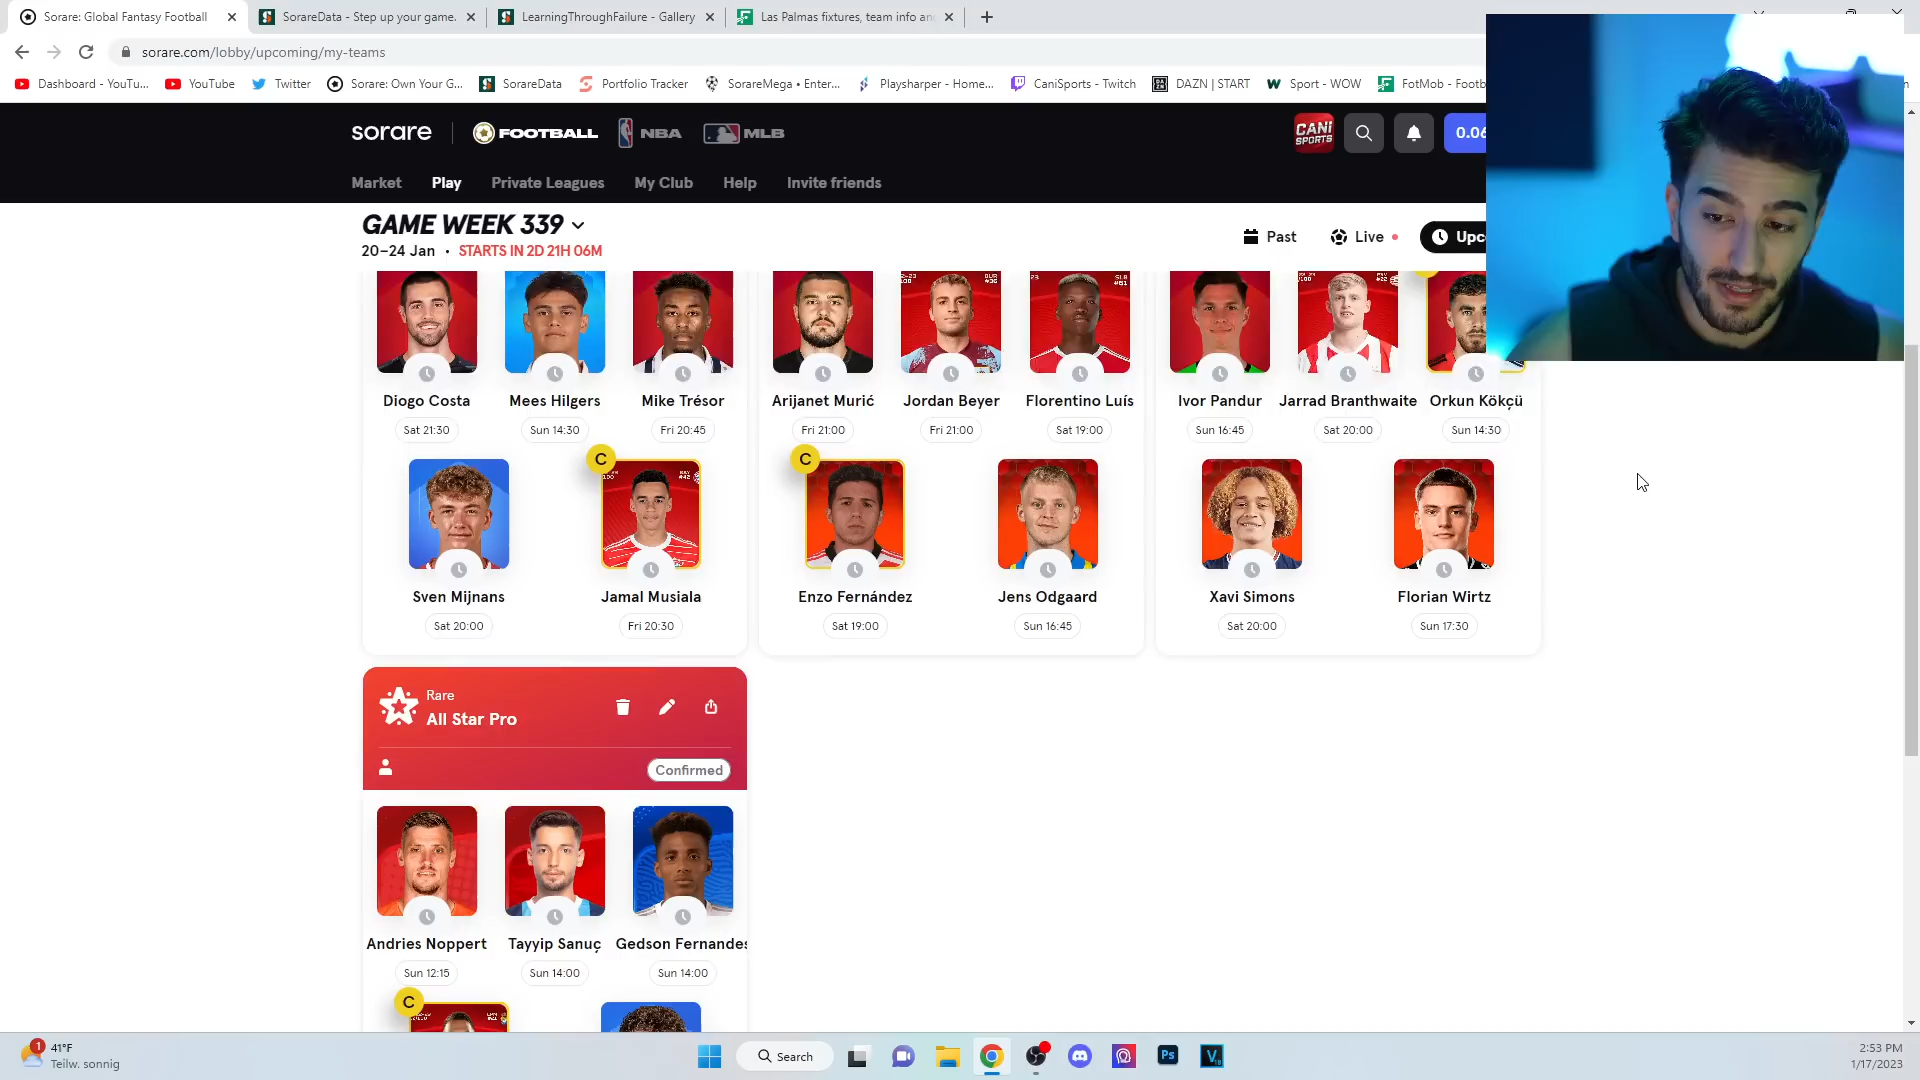 Sorare: Global Fantasy Football
SorareData - Step up your game.
LearningThroughFailure - Gallery
Las Palmas fixtures, team info an
sorare.com/lobby/upcoming/my-teams
Dashboard - YouTu...
YouTube
Twitter
Sorare: Own Your G...
SorareData
Portfolio Tracker
SorareMega • Enter...
Playsharper - Home...
CaniSports - Twitch
DAZN | START
Sport - WOW
FotMob - Footb
sorare
FOOTBALL
NBA
MLB
CANI
SPORTS
0.06
Market
Play
Private Leagues
My Club
Help
Invite friends
GAME WEEK 339
20–24 Jan • STARTS IN 2D 21H 06M
Past
Live
Upc
Diogo Costa
Mees Hilgers
Mike Trésor
Arijanet Murić
Jordan Beyer
Florentino Luís
Ivor Pandur
Jarrad Branthwaite
Orkun Kökçü
Sat 21:30
Sun 14:30
Fri 20:45
Fri 21:00
Fri 21:00
Sat 19:00
Sun 16:45
Sat 20:00
Sun 14:30
C
C
Sven Mijnans
Jamal Musiala
Enzo Fernández
Jens Odgaard
Xavi Simons
Florian Wirtz
Sat 20:00
Fri 20:30
Sat 19:00
Sun 16:45
Sat 20:00
Sun 17:30
Rare
All Star Pro
Confirmed
Andries Noppert
Tayyip Sanuç
Gedson Fernandes
Sun 12:15
Sun 14:00
Sun 14:00
C
1
41°F
Teilw. sonnig
Search
Ps
V
2:53 PM
1/17/2023